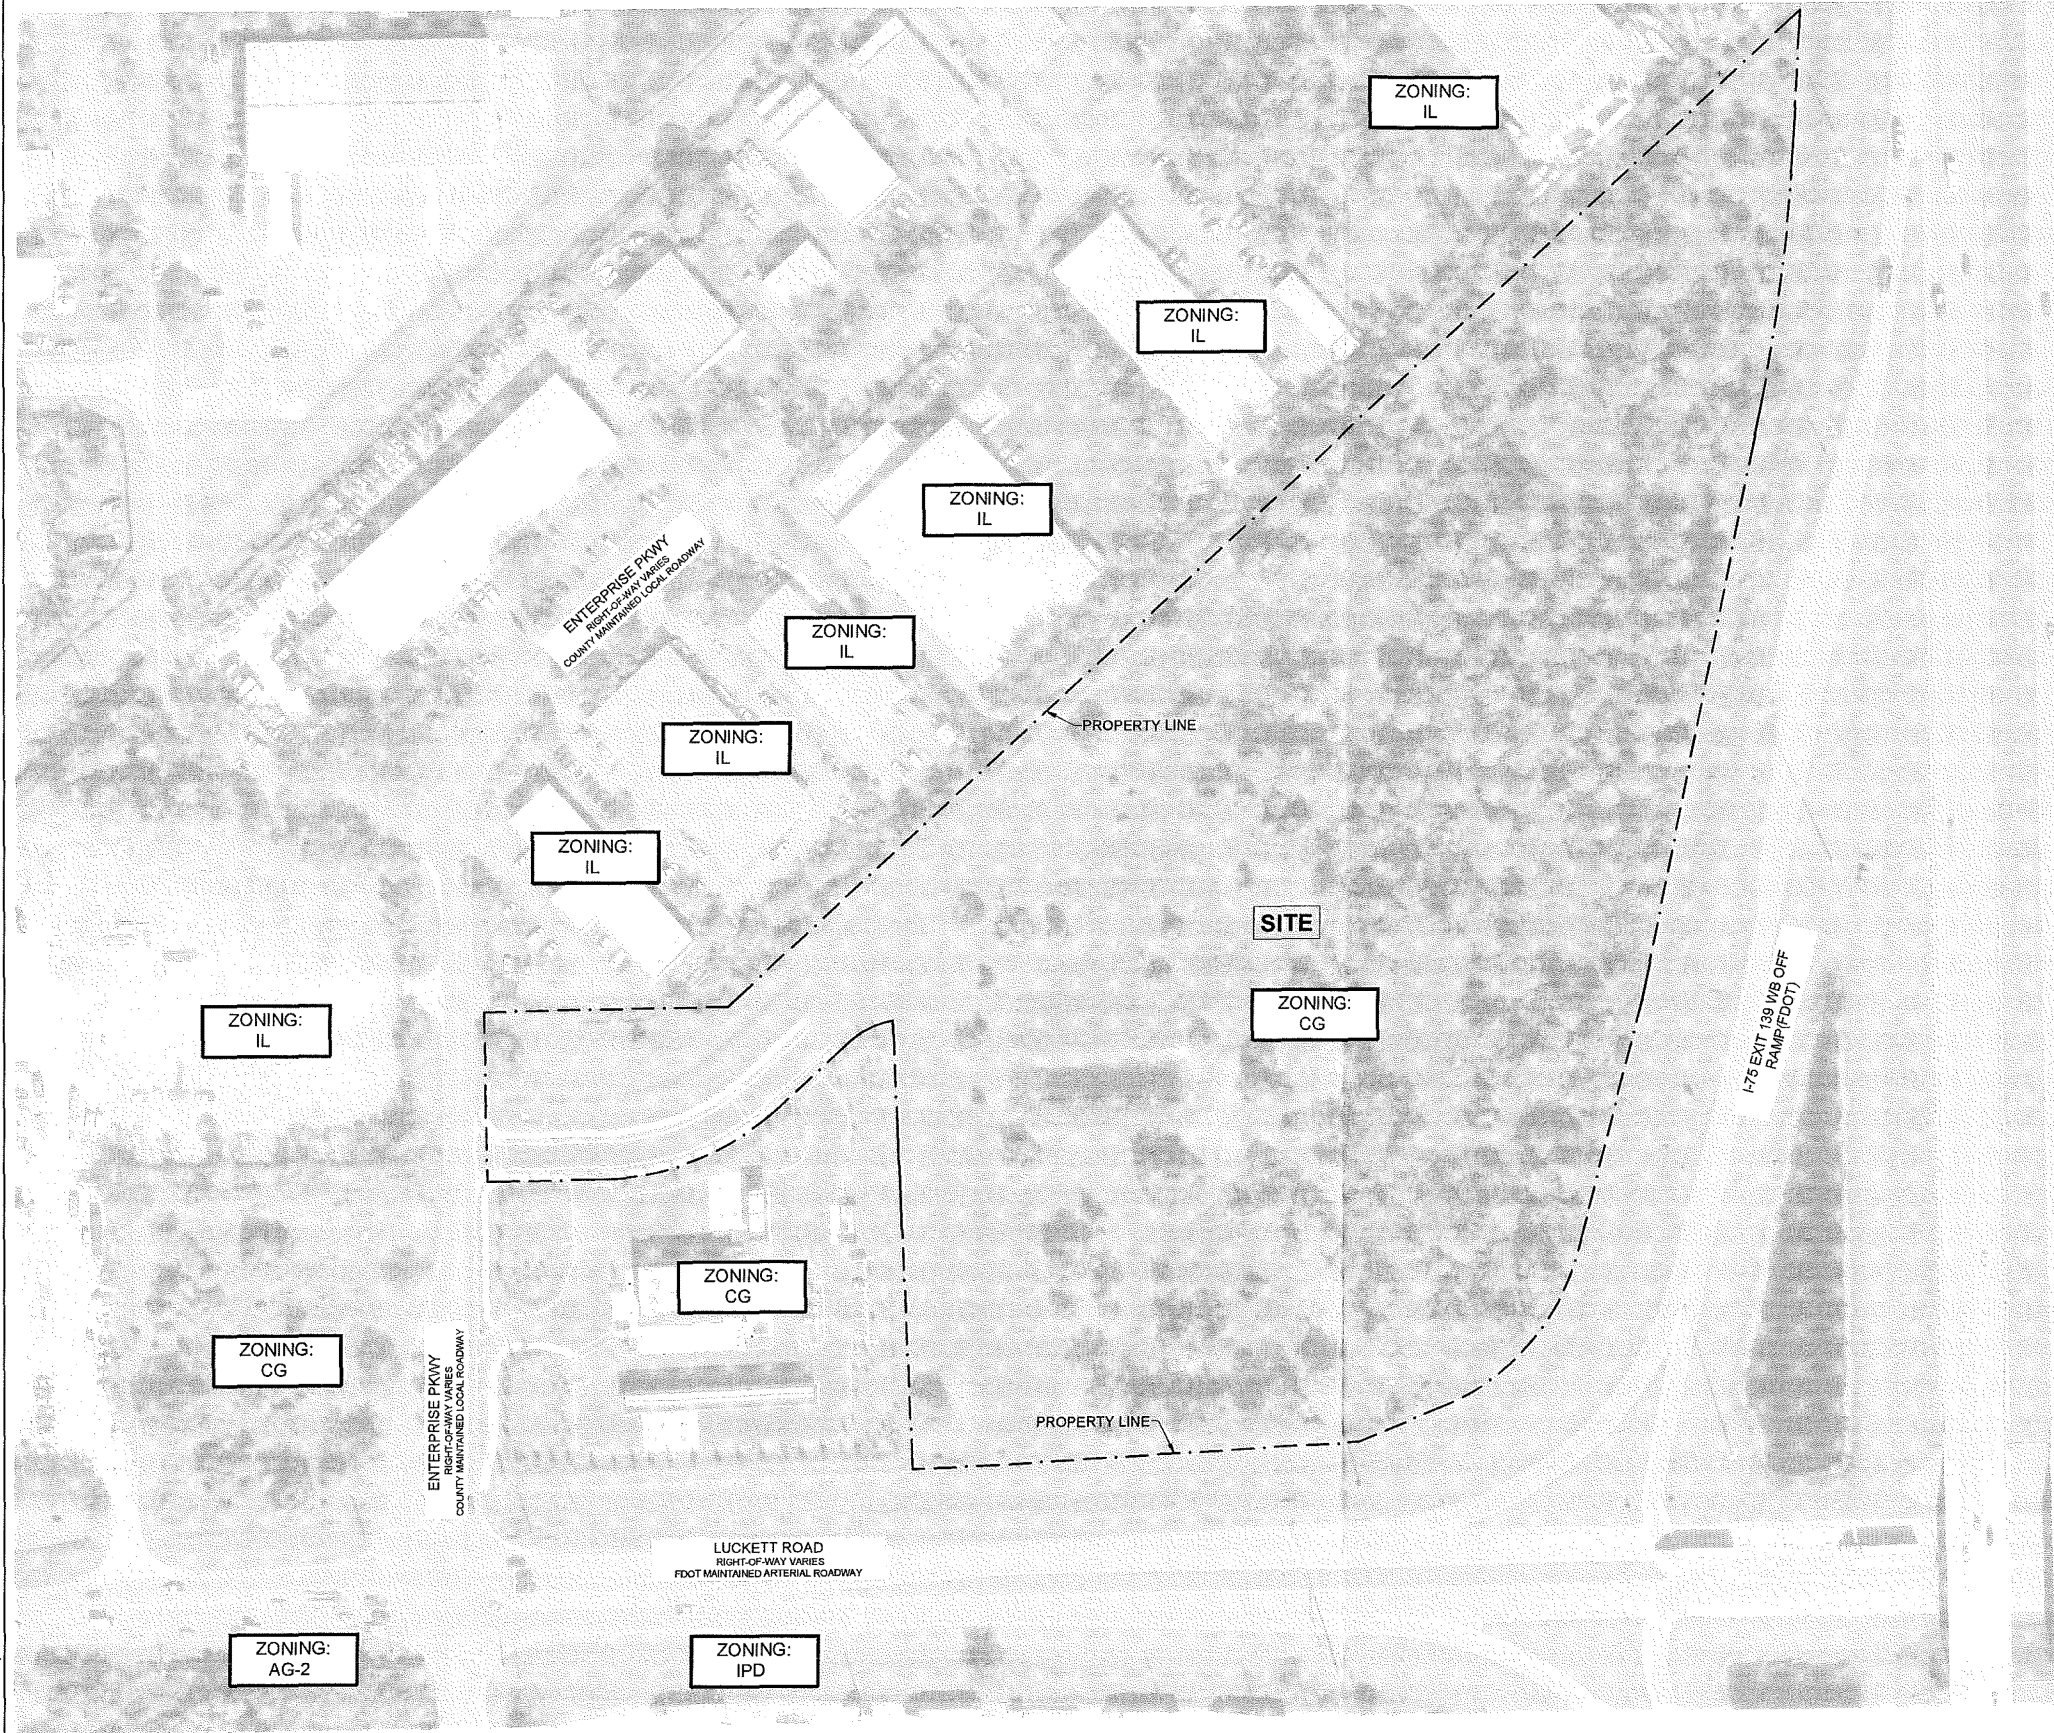 ZONING:
IL
ZONING:
IL
ZONING:
IL
ENTERPRISE PKWY
RIGHT-OF-WAY VARIES
COUNTY MAINTAINED LOCAL ROADWAY
ZONING:
IL
PROPERTY LINE
ZONING:
IL
ZONING:
IL
SITE
ZONING:
CG
I-75 EXIT 139 WB OFF
RAMP(FDOT)
ZONING:
IL
ZONING:
CG
ZONING:
CG
ENTERPRISE PKWY
RIGHT-OF-WAY VARIES
COUNTY MAINTAINED LOCAL ROADWAY
PROPERTY LINE
LUCKETT ROAD
RIGHT-OF-WAY VARIES
FDOT MAINTAINED ARTERIAL ROADWAY
ZONING:
AG-2
ZONING:
IPD